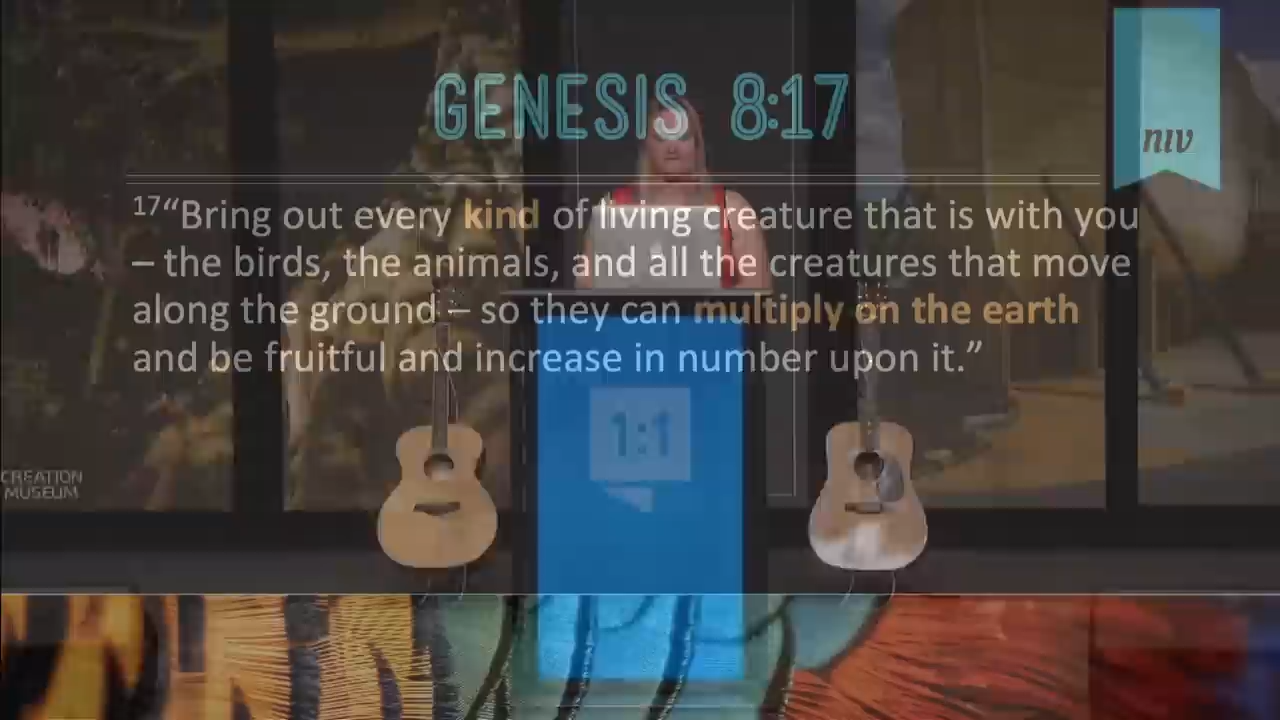 GENESIS 8:17
niv
17“Bring out every kind of living creature that is with you
– the birds, the animals, and all the creatures that move
along the ground – so they can multiply on the earth
and be fruitful and increase in number upon it.”
1:1
CREATION
MUSEUM